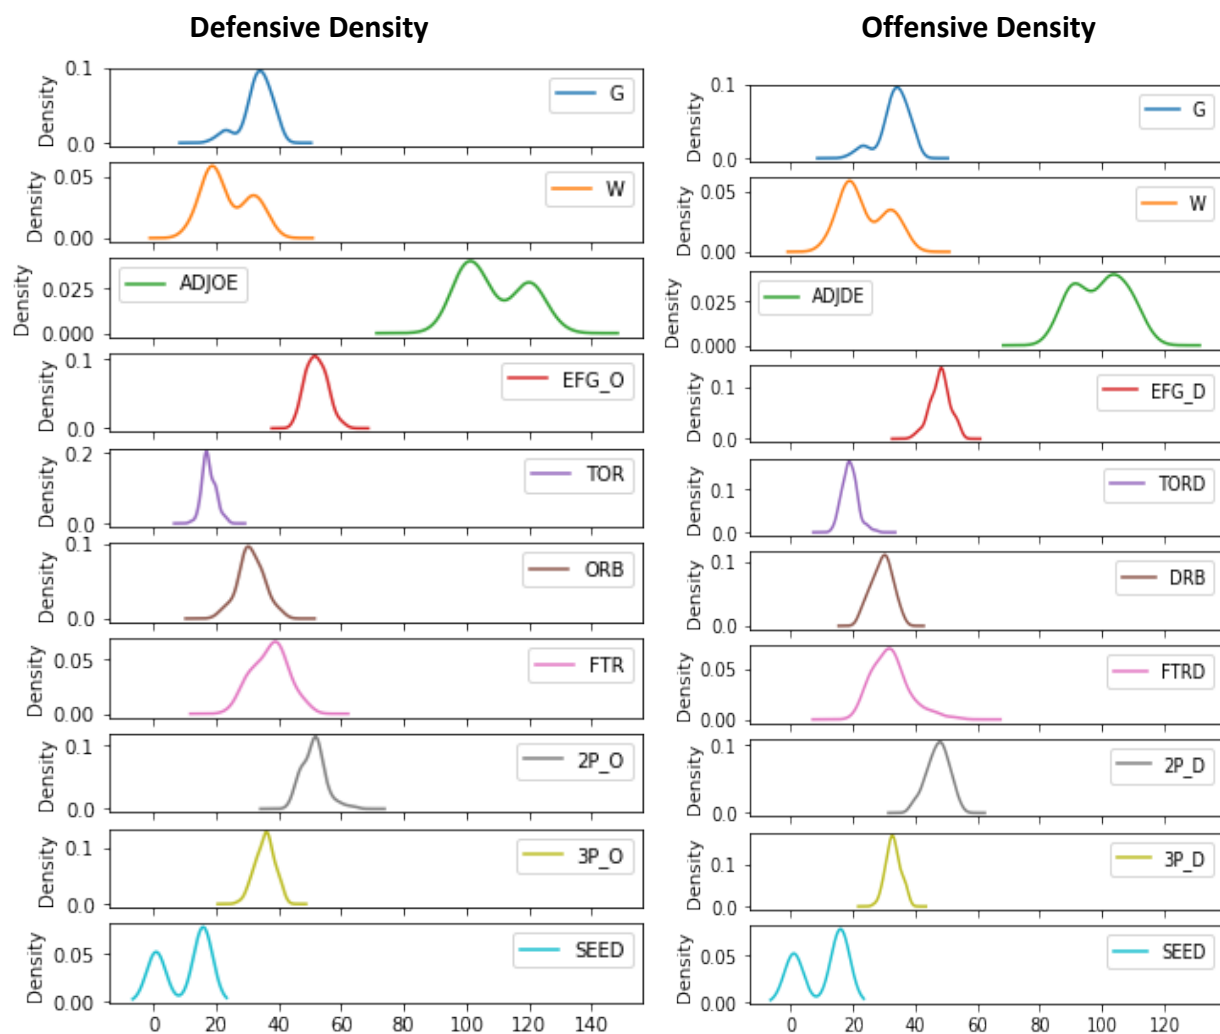 Defensive Density
Offensive Density
0.1
0.0
Density
G
0.05
0.00
Density
W
0.025
0.000
Density
ADJOE
0.1
0.0
Density
EFG_O
0.2
0.0
Density
TOR
0.1
0.0
Density
ORB
0.05
0.00
Density
FTR
0.1
0.0
Density
2P_O
0.1
0.0
Density
3P_O
0.05
0.00
Density
SEED
0 20 40 60 80 100 120 140
0.1
0.0
Density
G
0.05
0.00
Density
W
0.025
0.000
Density
ADJDE
0.1
0.0
Density
EFG_D
0.1
0.0
Density
TORD
0.1
0.0
Density
DRB
0.05
0.00
Density
FTRD
0.1
0.0
Density
2P_D
0.1
0.0
Density
3P_D
0.05
0.00
Density
SEED
0 20 40 60 80 100 120